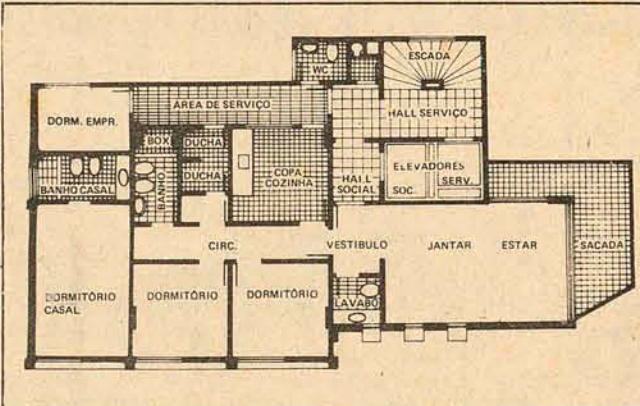 ESCADA
WC
ÁREA DE SERVIÇO
HALL SERVIÇO
DORM. EMPR.
BOX
DUCHA
DUCHA
COPA
COZINHA
HALL
SOCIAL
ELEVADORES
SOC.
SERV.
BANHO CASAL
BANHO
CIRC.
VESTIBULO
JANTAR
ESTAR
SACADA
DORMITÓRIO
CASAL
DORMITÓRIO
DORMITÓRIO
LAVABO